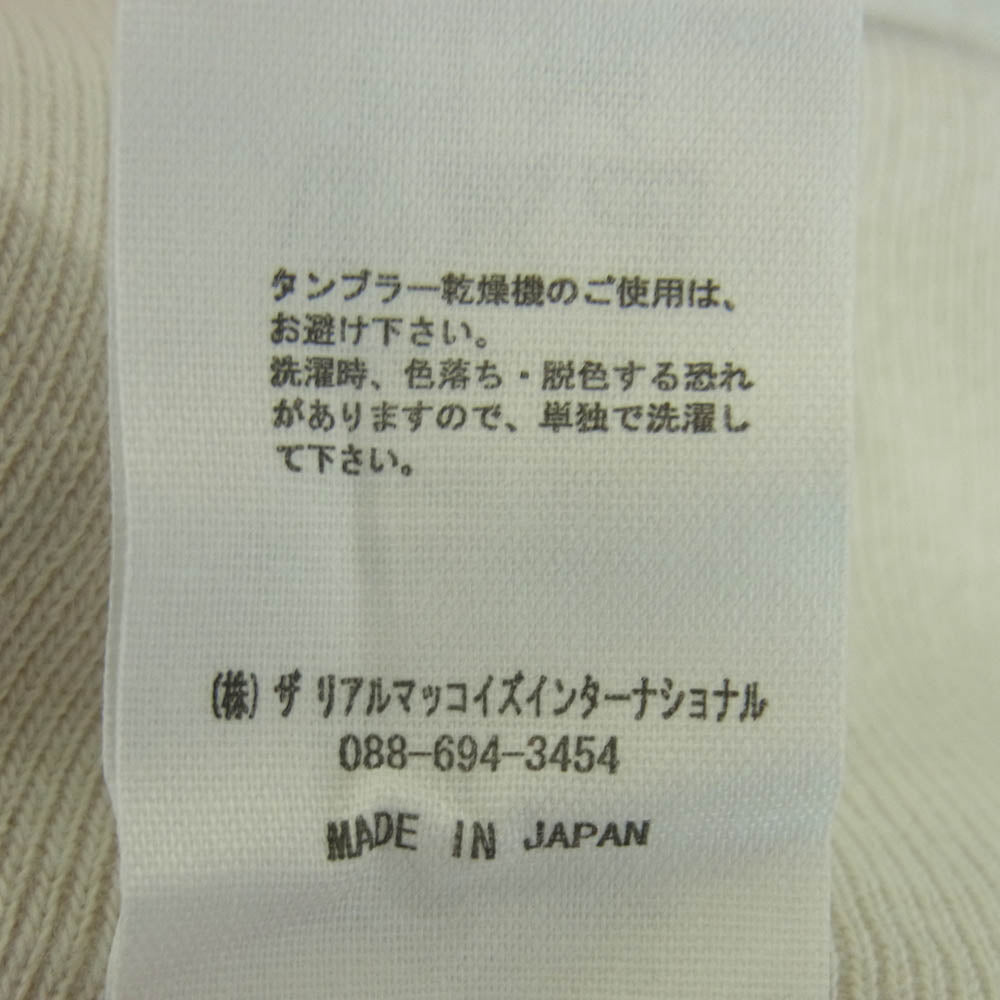 タンブラー乾燥機のご使用は、
お避け下さい。
洗濯時、色落ち・脱色する恐れ
がありますので、単独で洗濯し
て下さい。
(株) ザ リアルマッコイズインターナショナル
088-694-3454
MADE IN JAPAN